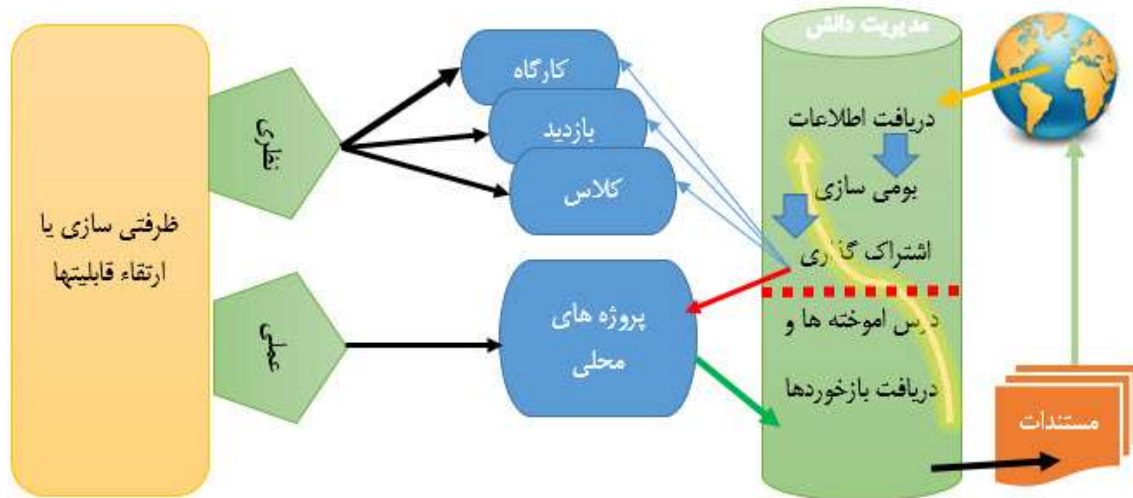 مدیریت دانش
دریافت اطلاعات
بومی سازی
اشتراک گذاری
درس اموخته ها و
دریافت بازخوردها
مستندات
کارگاه
بازدید
کلاس
پروژه های
محلی
نظری
عملی
ظرفتی سازی یا
ارتقاء قابلیتها